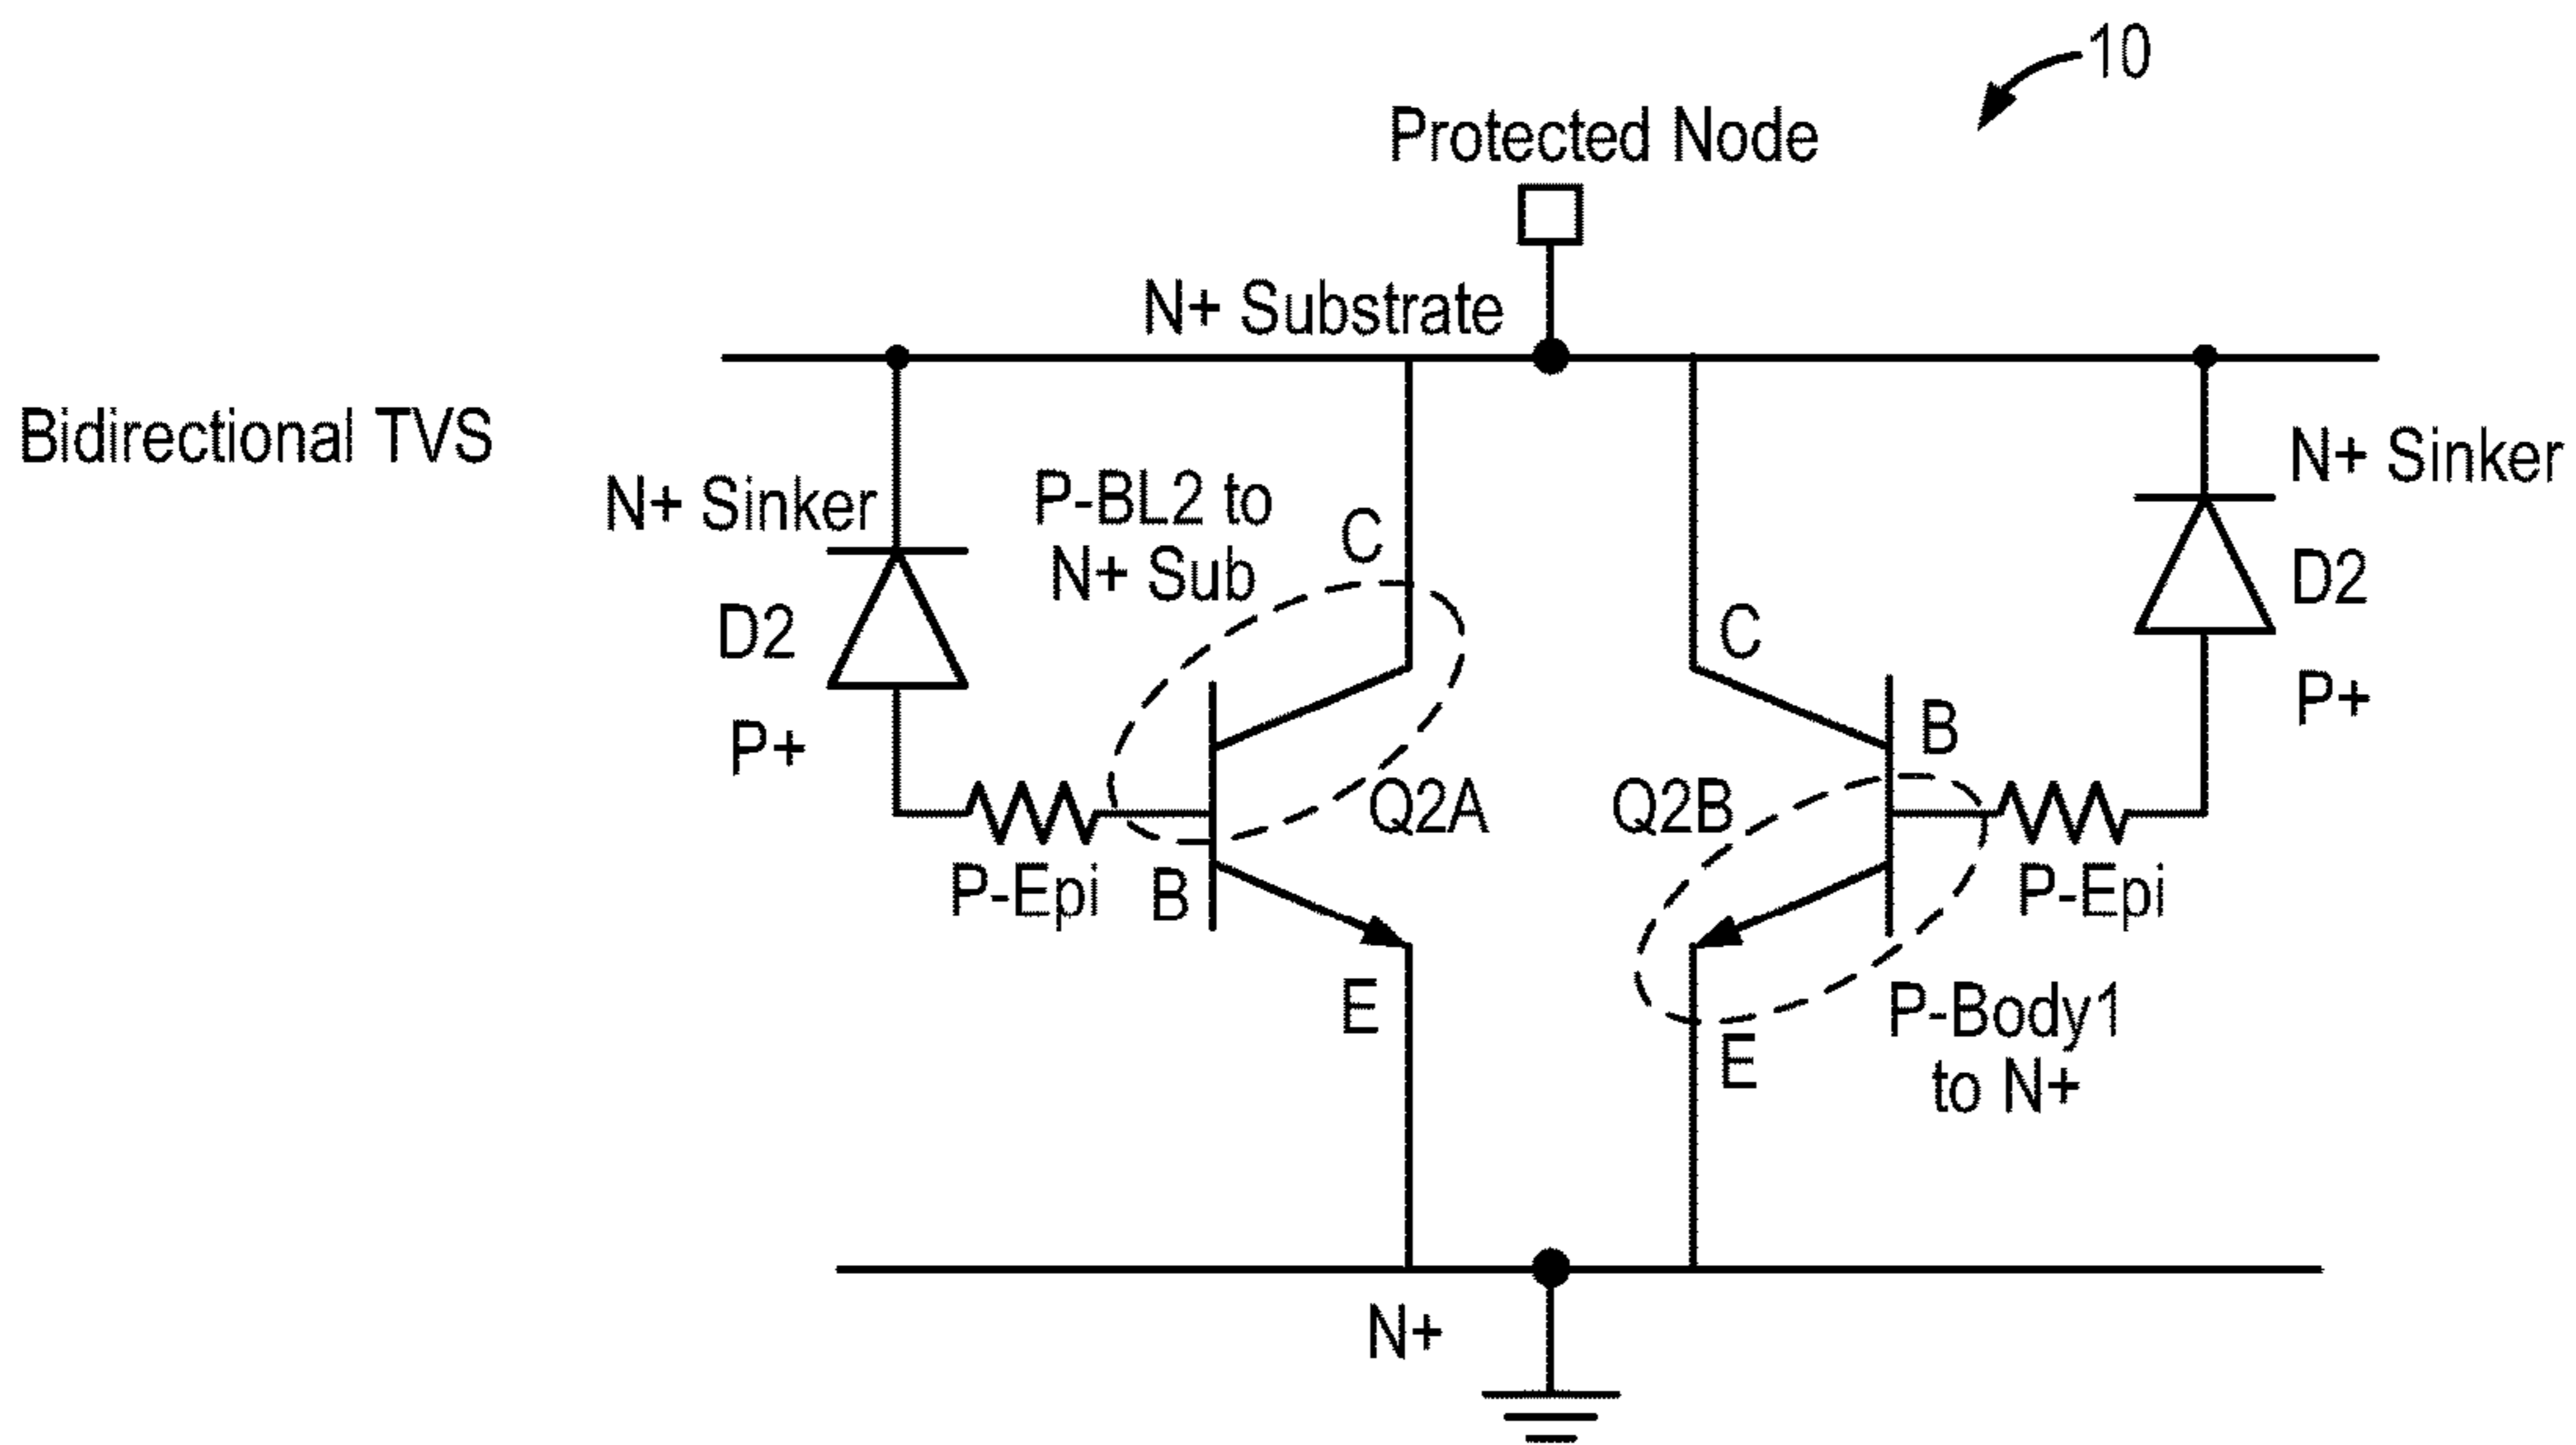 10
Protected Node
N+ Substrate
Bidirectional TVS
N+ Sinker
P-BL2 to
N+ Sub
C
D2
P+
P-Epi
B
Q2A
E
C
B
Q2B
E
P-Body1
to N+
P-Epi
N+ Sinker
D2
P+
N+